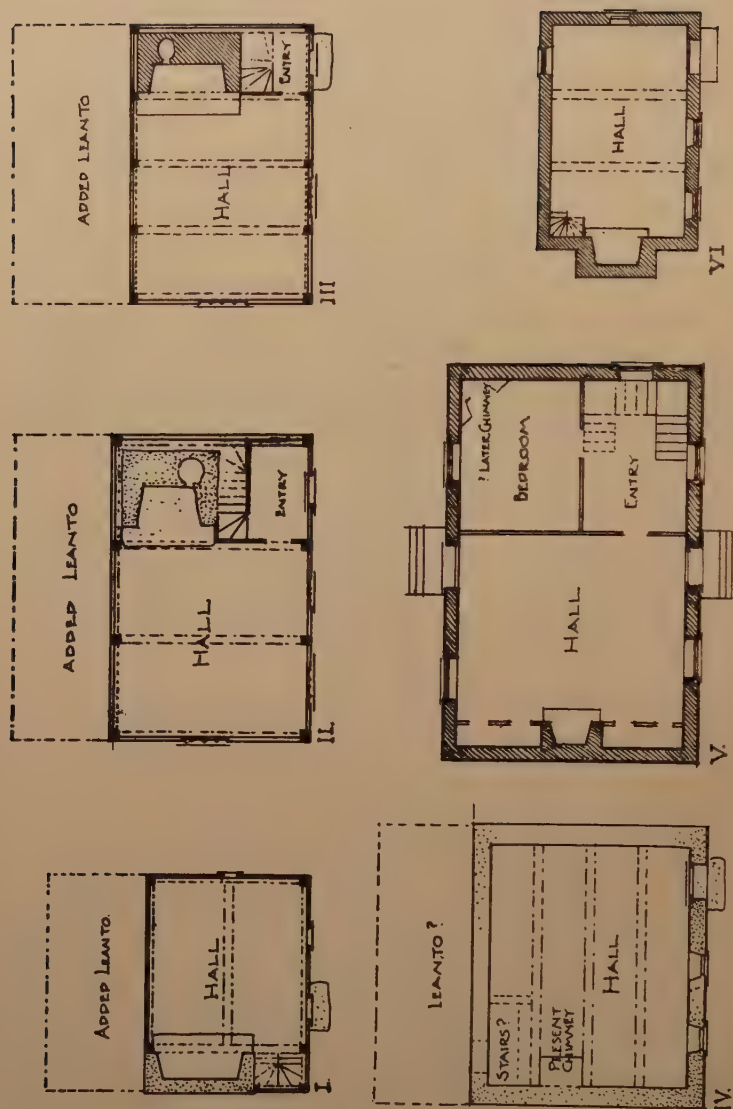 ADDED LEANTO.
HALL
I.
ADDED LEANTO
HALL
ENTRY
II.
ADDED LEANTO
HALL
ENTRY
III
LEANTO?
STAIRS?
PRESENT
CHIMNEY
HALL
IV.
? LATER CHIMNEY
BEDROOM
HALL
ENTRY
V.
HALL
VI